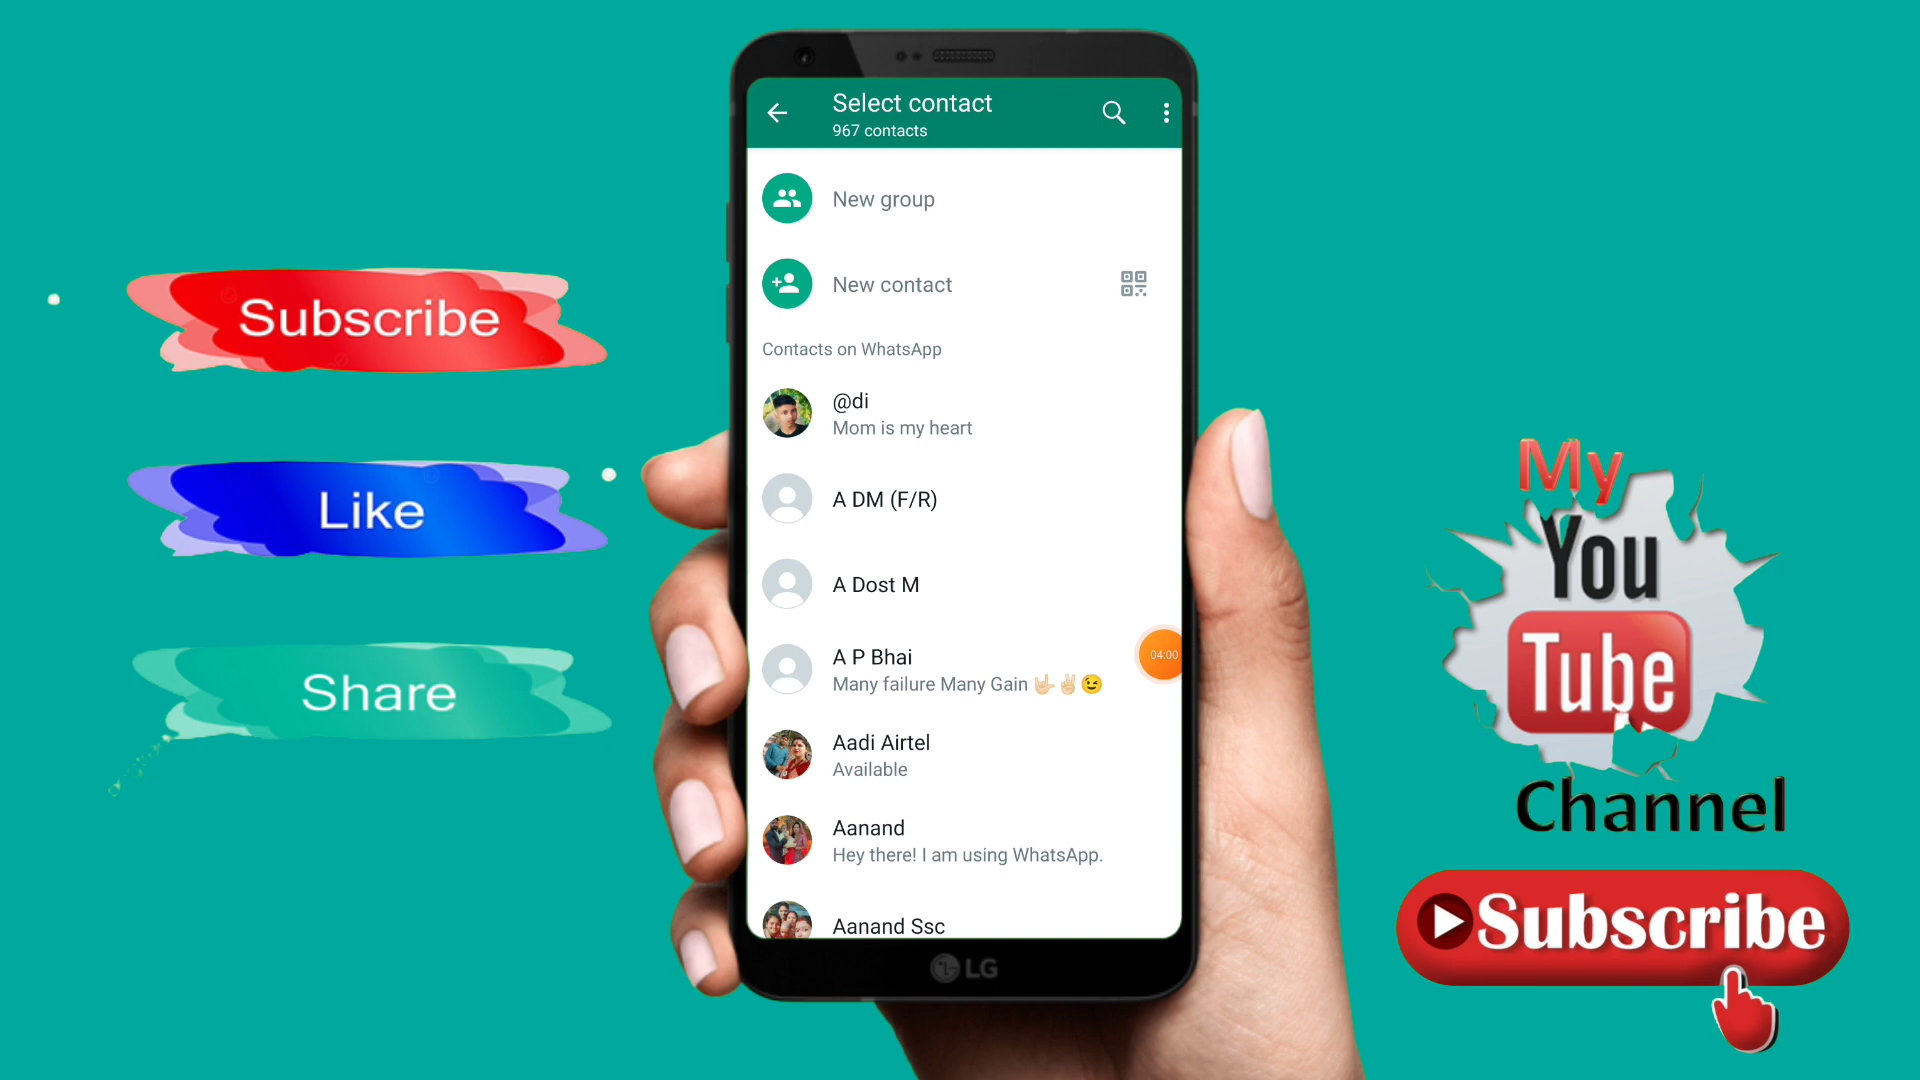 Subscribe
Like
Share
Select contact
967 contacts
New group
New contact
Contacts on WhatsApp
@di
Mom is my heart
A DM (F/R)
A Dost M
A P Bhai
Many failure Many Gain 🤟🏻✌🏻😉
04:00
Aadi Airtel
Available
Aanand
Hey there! I am using WhatsApp.
Aanand Ssc
LG
My
You
Tube
Channel
Subscribe